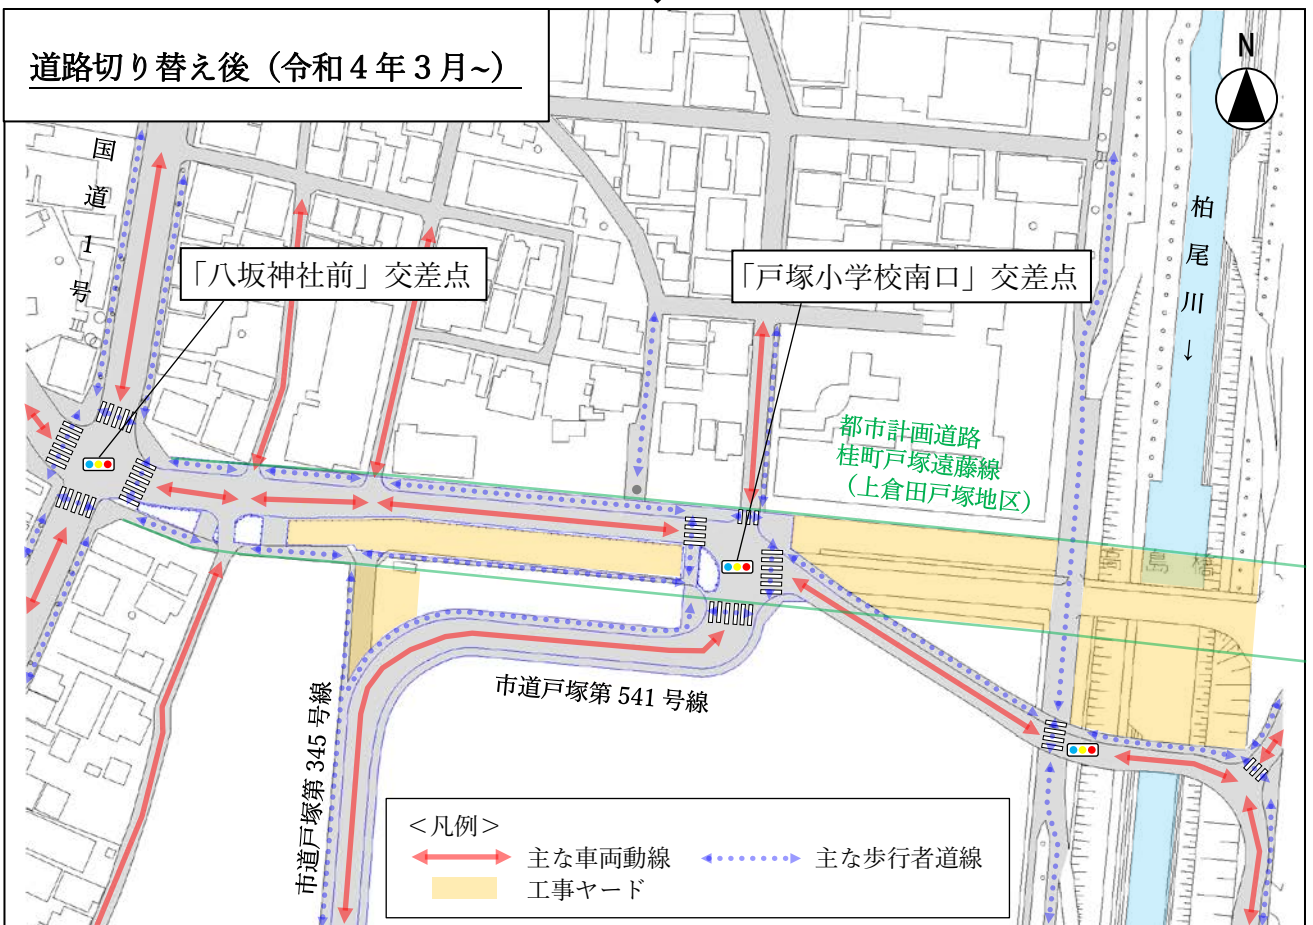 道路切り替え後（令和４年３月~）
N
国道１号
柏尾川↓
「八坂神社前」交差点
「戸塚小学校南口」交差点
都市計画道路
桂町戸塚遠藤線
（上倉田戸塚地区）
高島橋
市道戸塚第 541 号線
市道戸塚第 345 号線
＜凡例＞
主な車両動線
主な歩行者道線
工事ヤード